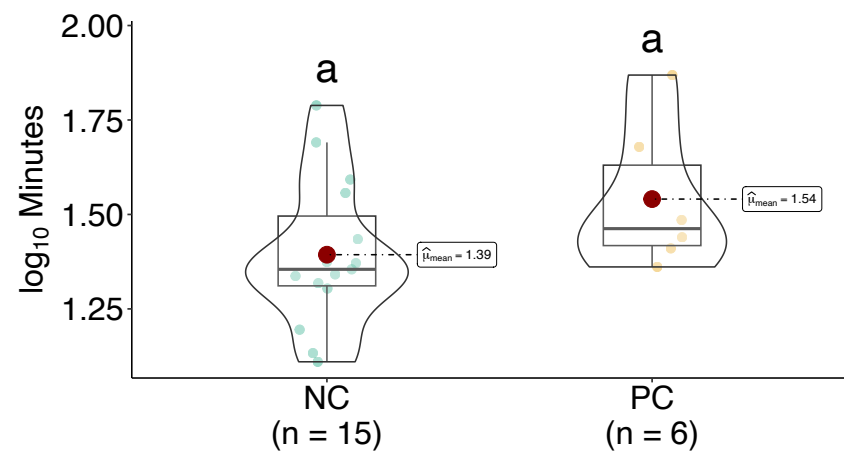 log₁₀ Minutes
2.00
1.75
1.50
1.25
a
a
μ̂mean = 1.39
μ̂mean = 1.54
NC
(n = 15)
PC
(n = 6)